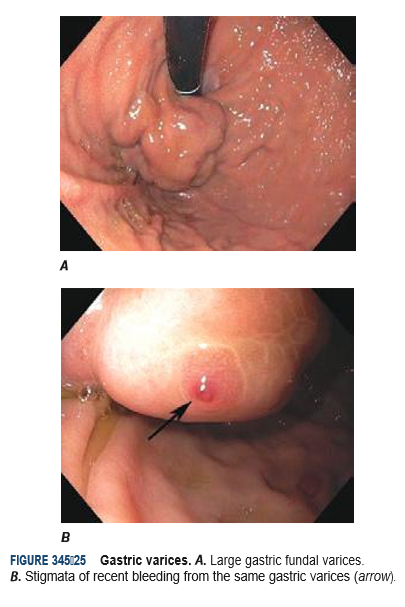 A
B
FIGURE 345▯25 Gastric varices. A. Large gastric fundal varices.
B. Stigmata of recent bleeding from the same gastric varices (arrow).